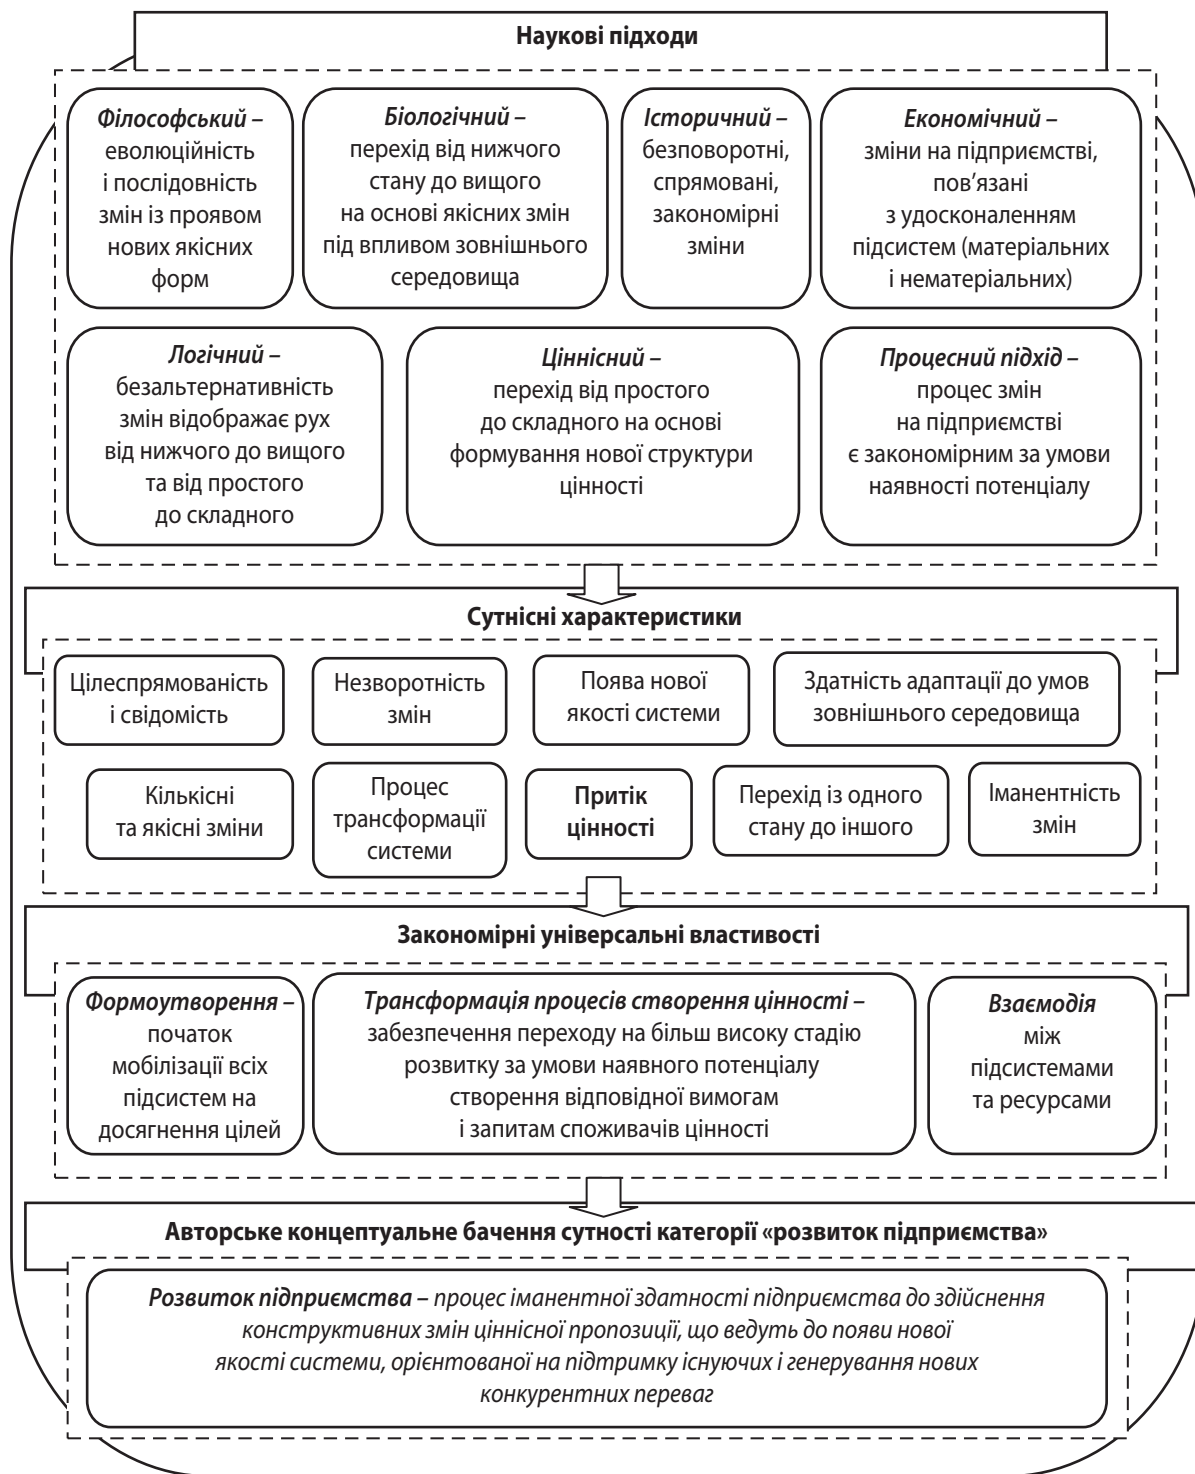 Наукові підходи
Філософський –
еволюційність
і послідовність
змін із проявом
нових якісних
форм
Біологічний –
перехід від нижчого
стану до вищого
на основі якісних змін
під впливом зовнішнього
середовища
Історичний –
безповоротні,
спрямовані,
закономірні
зміни
Економічний –
зміни на підприємстві,
пов’язані
з удосконаленням
підсистем (матеріальних
і нематеріальних)
Логічний –
безальтернативність
змін відображає рух
від нижчого до вищого
та від простого
до складного
Ціннісний –
перехід від простого
до складного на основі
формування нової структури
цінності
Процесний підхід –
процес змін
на підприємстві
є закономірним за умови
наявності потенціалу
Сутнісні характеристики
Цілеспрямованість
і свідомість
Незворотність
змін
Поява нової
якості системи
Здатність адаптації до умов
зовнішнього середовища
Кількісні
та якісні зміни
Процес
трансформації
системи
Притік
цінності
Перехід із одного
стану до іншого
Іманентність
змін
Закономірні універсальні властивості
Формоутворення –
початок
мобілізації всіх
підсистем на
досягнення цілей
Трансформація процесів створення цінності –
забезпечення переходу на більш високу стадію
розвитку за умови наявного потенціалу
створення відповідної вимогам
і запитам споживачів цінності
Взаємодія
між
підсистемами
та ресурсами
Авторське концептуальне бачення сутності категорії «розвиток підприємства»
Розвиток підприємства – процес іманентної здатності підприємства до здійснення
конструктивних змін ціннісної пропозиції, що ведуть до появи нової
якості системи, орієнтованої на підтримку існуючих і генерування нових
конкурентних переваг